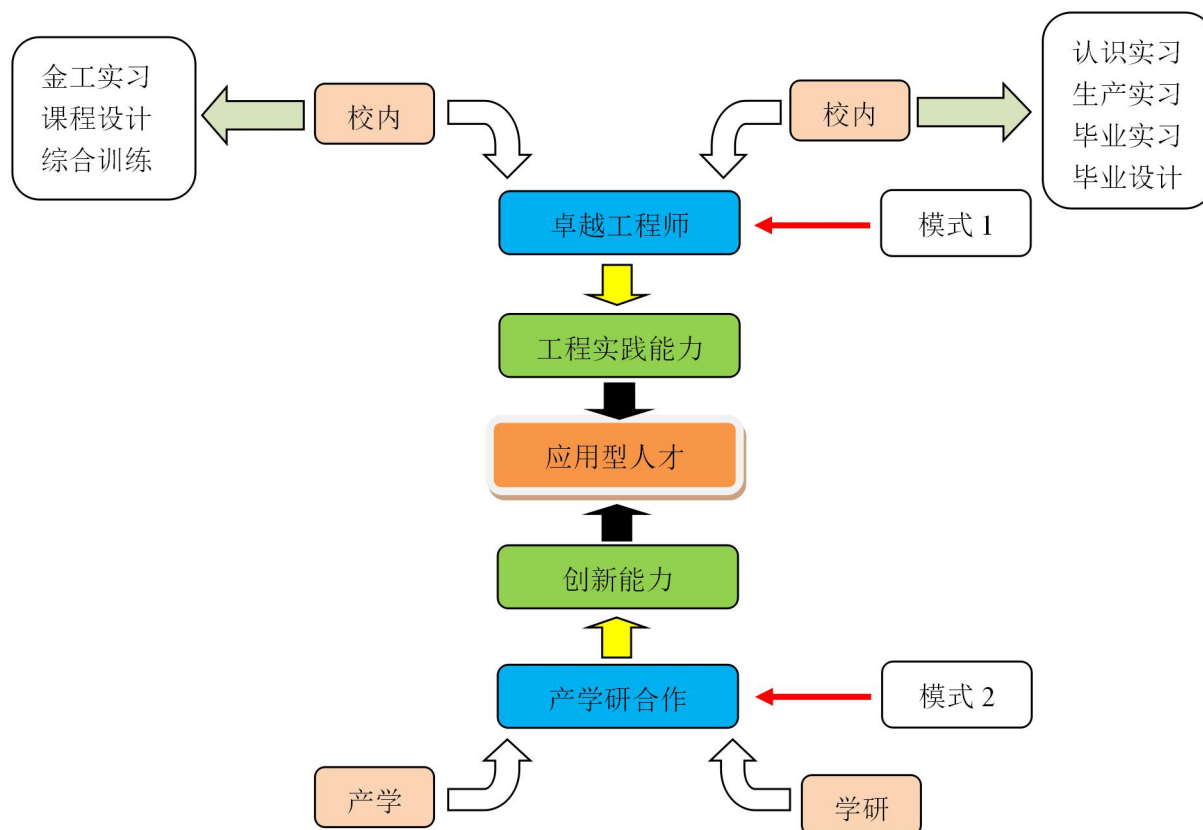 金工实习
课程设计
综合训练
校内
校内
认识实习
生产实习
毕业实习
毕业设计
卓越工程师
模式 1
工程实践能力
应用型人才
创新能力
产学研合作
模式 2
产学
学研